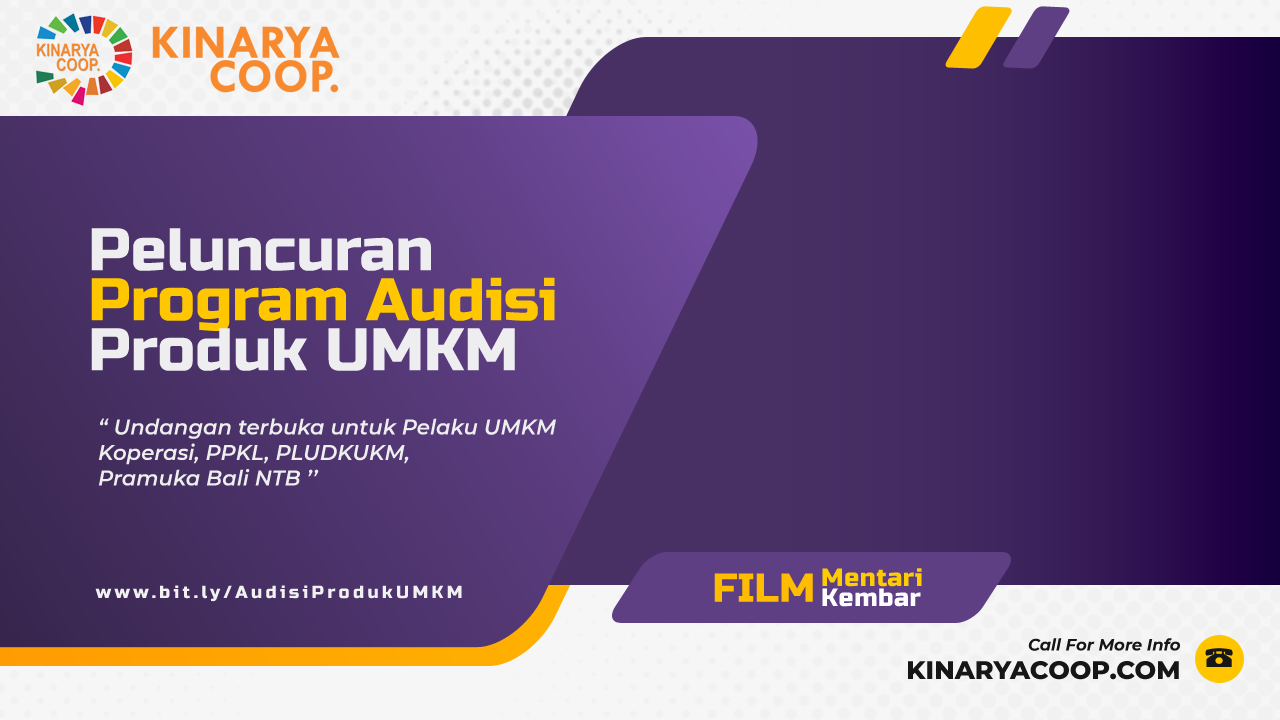 KINARYA
COOP.
KINARYA
COOP.
Peluncuran
Program Audisi
Produk UMKM
“ Undangan terbuka untuk Pelaku UMKM
Koperasi, PPKL, PLUDKUKM,
Pramuka Bali NTB ”
www.bit.ly/AudisiProdukUMKM
FILM
Mentari
Kembar
Call For More Info
KINARYACOOP.COM